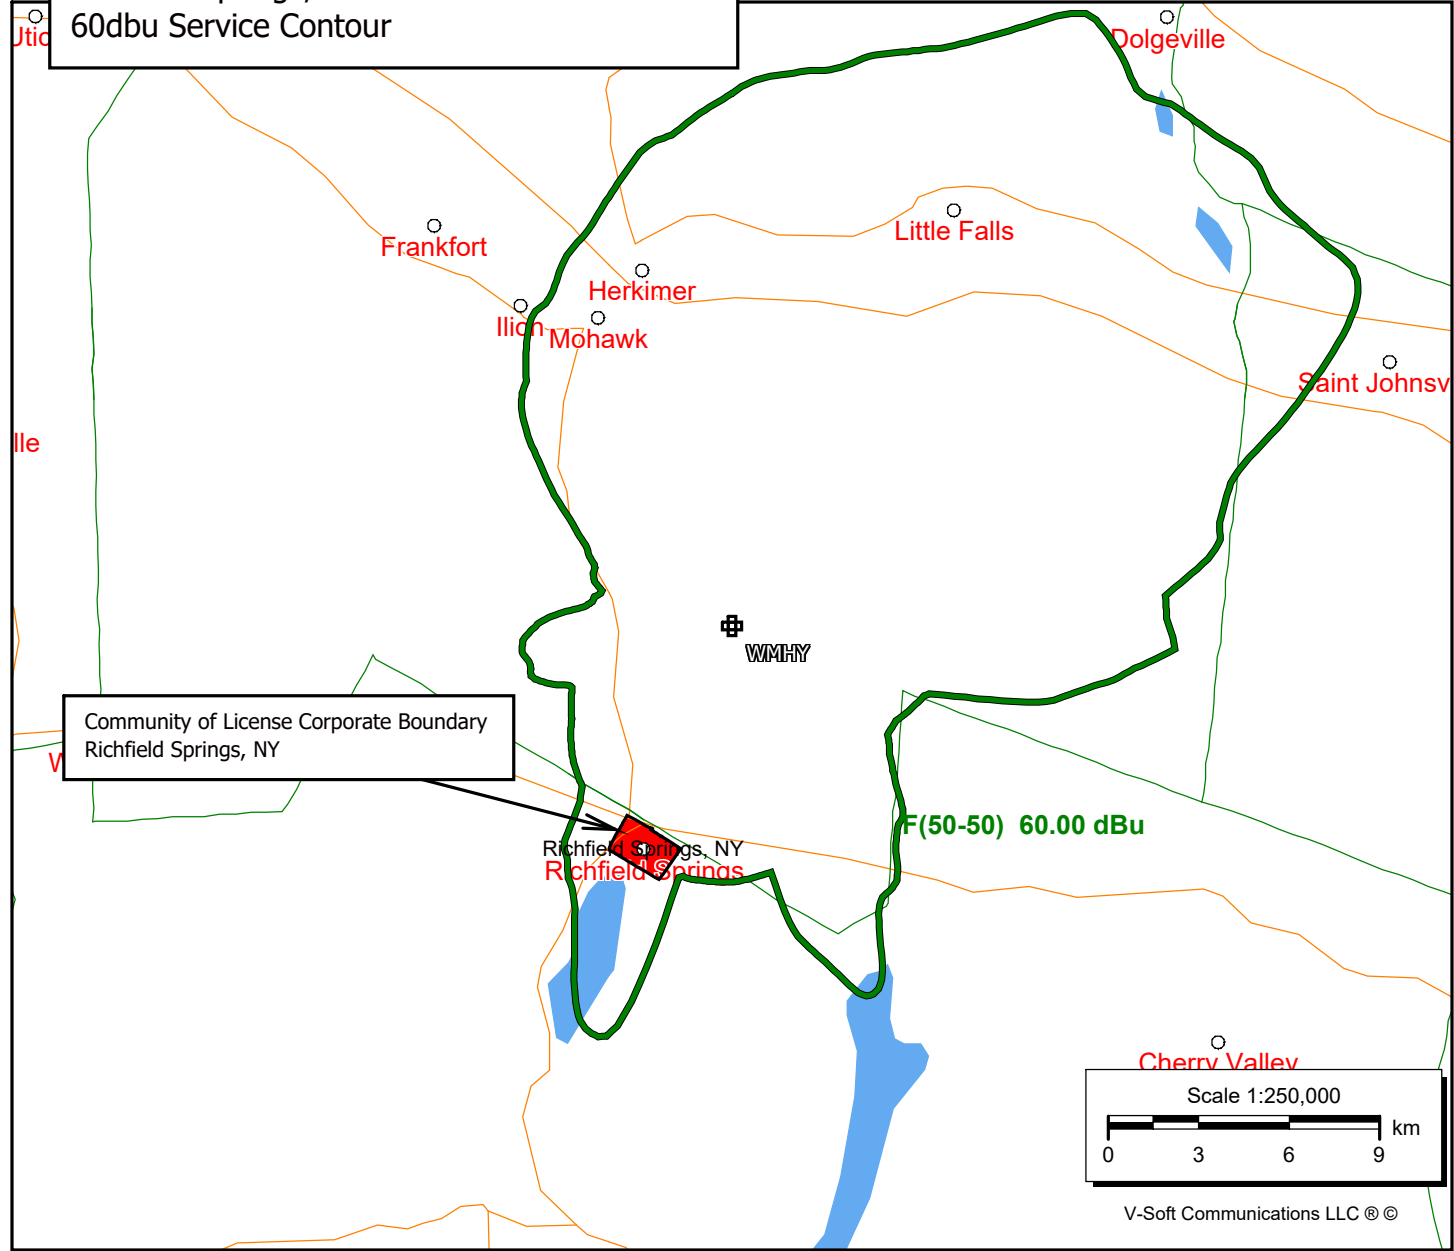 60dbu Service Contour
Dolgeville
Frankfort
Little Falls
Herkimer
Ilion
Mohawk
Saint Johnsv
lle
WMHY
Community of License Corporate Boundary
Richfield Springs, NY
W
F(50-50) 60.00 dBu
Richfield Springs, NY
Richfield Springs
Cherry Valley
Scale 1:250,000
km
0 3 6 9
V-Soft Communications LLC ® ©